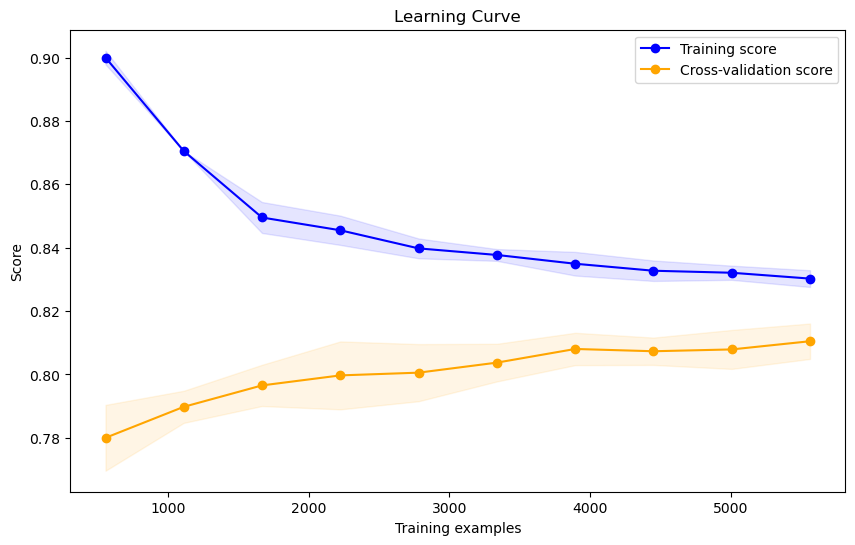 Learning Curve
Training score
Cross-validation score
0.90
0.88
0.86
0.84
0.82
0.80
0.78
Score
1000 2000 3000 4000 5000
Training examples